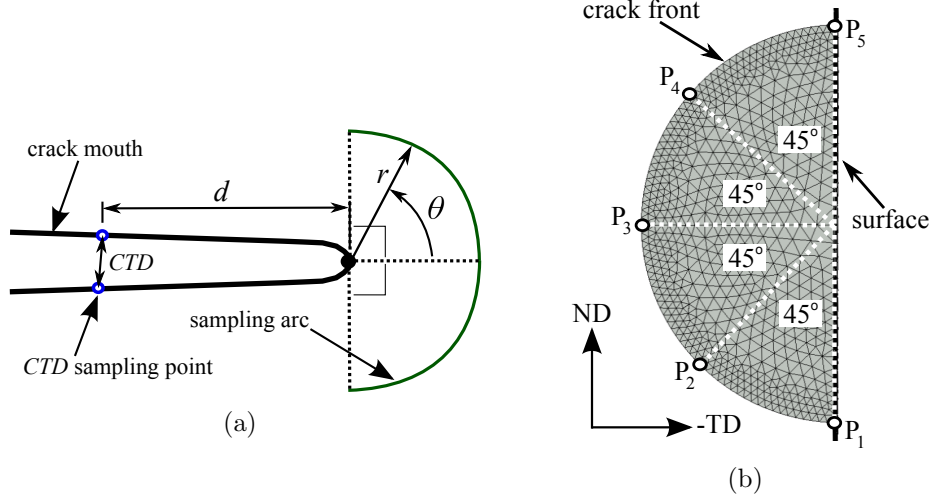 crack mouth
d
r
θ
CTD
sampling arc
CTD sampling point
(a)
crack front
P5
P4
45°
45°
P3
surface
45°
45°
ND
P2
-TD
P1
(b)